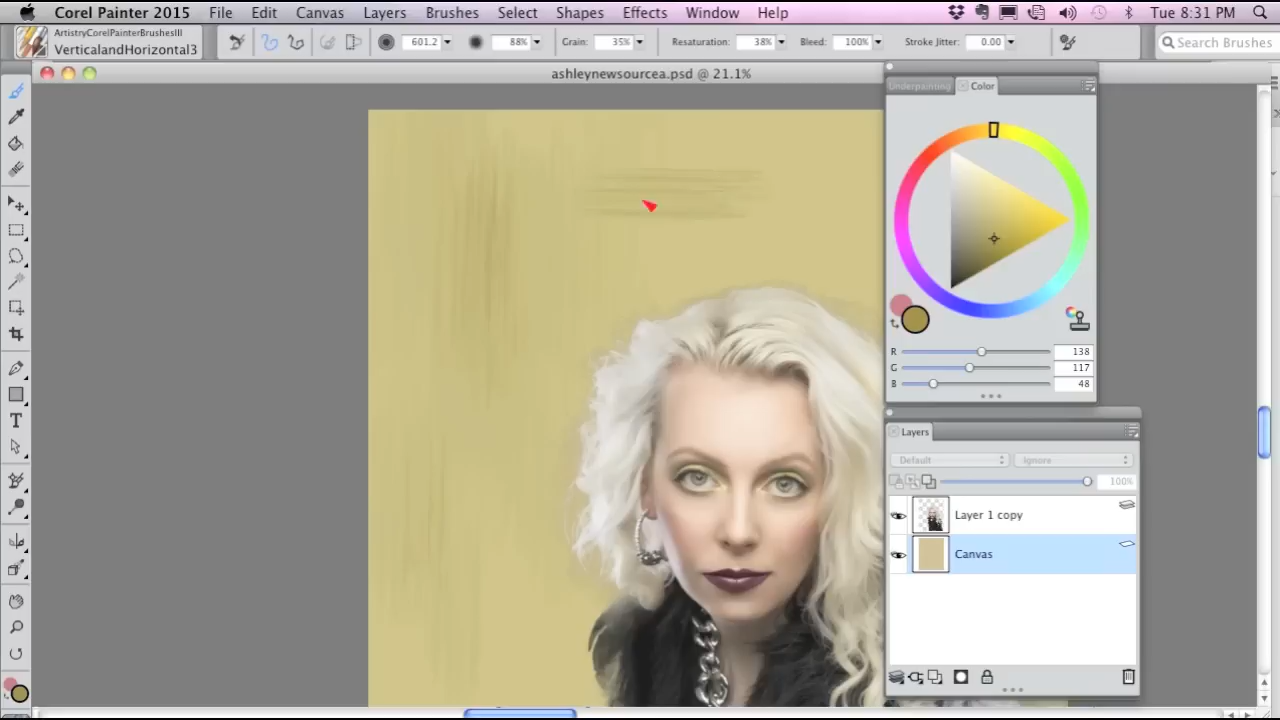 Corel Painter 2015 File Edit Canvas Layers Brushes Select Shapes Effects Window Help Tue 8:31 PM
ArtistryCorelPainterBrushesIII
VerticalandHorizontal3
601.2 88% Grain: 35% Resaturation: 38% Bleed: 100% Stroke Jitter: 0.00 Search Brushes
ashleynewsourcea.psd @ 21.1%
Underpainting Color
R 138
G 117
B 48
Layers
Default Ignore
100%
Layer 1 copy
Canvas
T